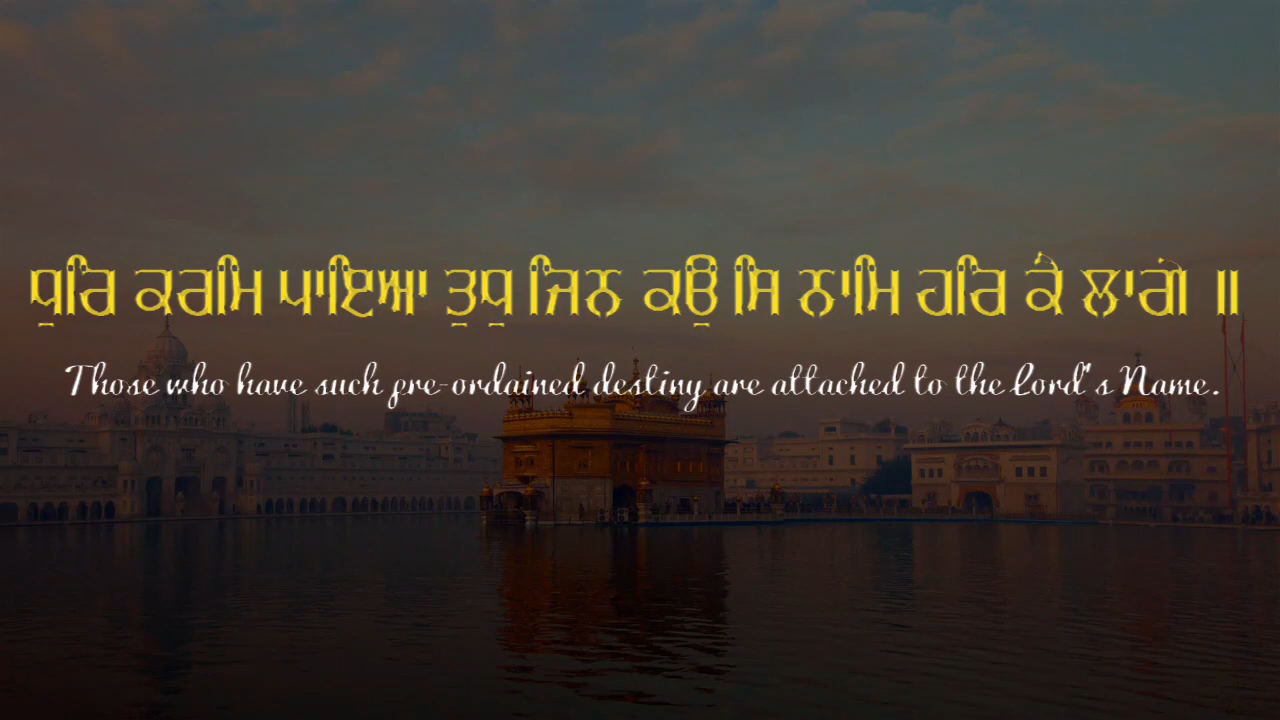 ਧੁਰਿ ਕਰਮਿ ਪਾਇਆ ਤੁਧੁ ਜਿਨ ਕਉ ਸਿ ਨਾਮਿ ਹਰਿ ਕੈ ਲਾਗੇ ॥
Those who have such pre-ordained destiny are attached to the Lord's Name.